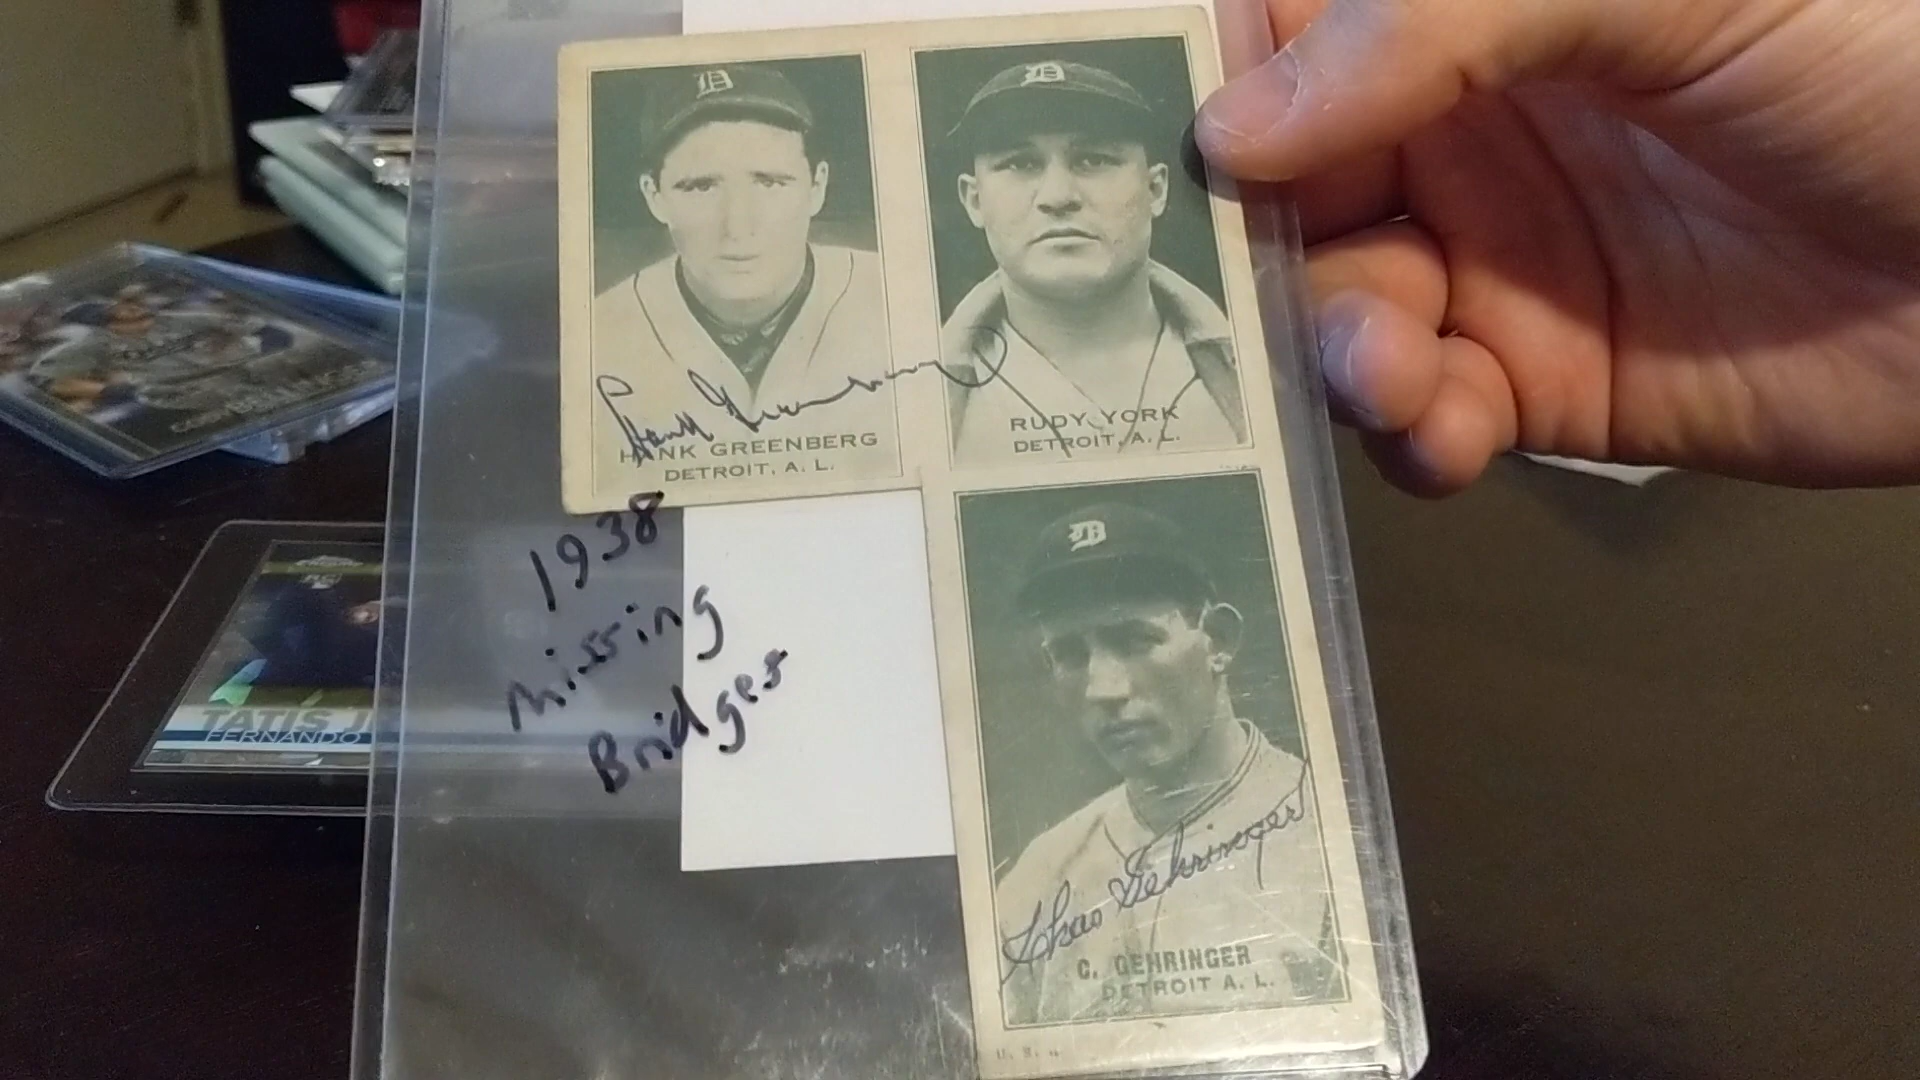 D
D
Hank Greenberg
HANK GREENBERG
DETROIT, A. L.
RUDY YORK
DETROIT, A. L.
1938
missing
Bridges
D
Chas Gehringer
C. GEHRINGER
DETROIT A. L.
U. S. A.
TATIS JR
FERNANDO